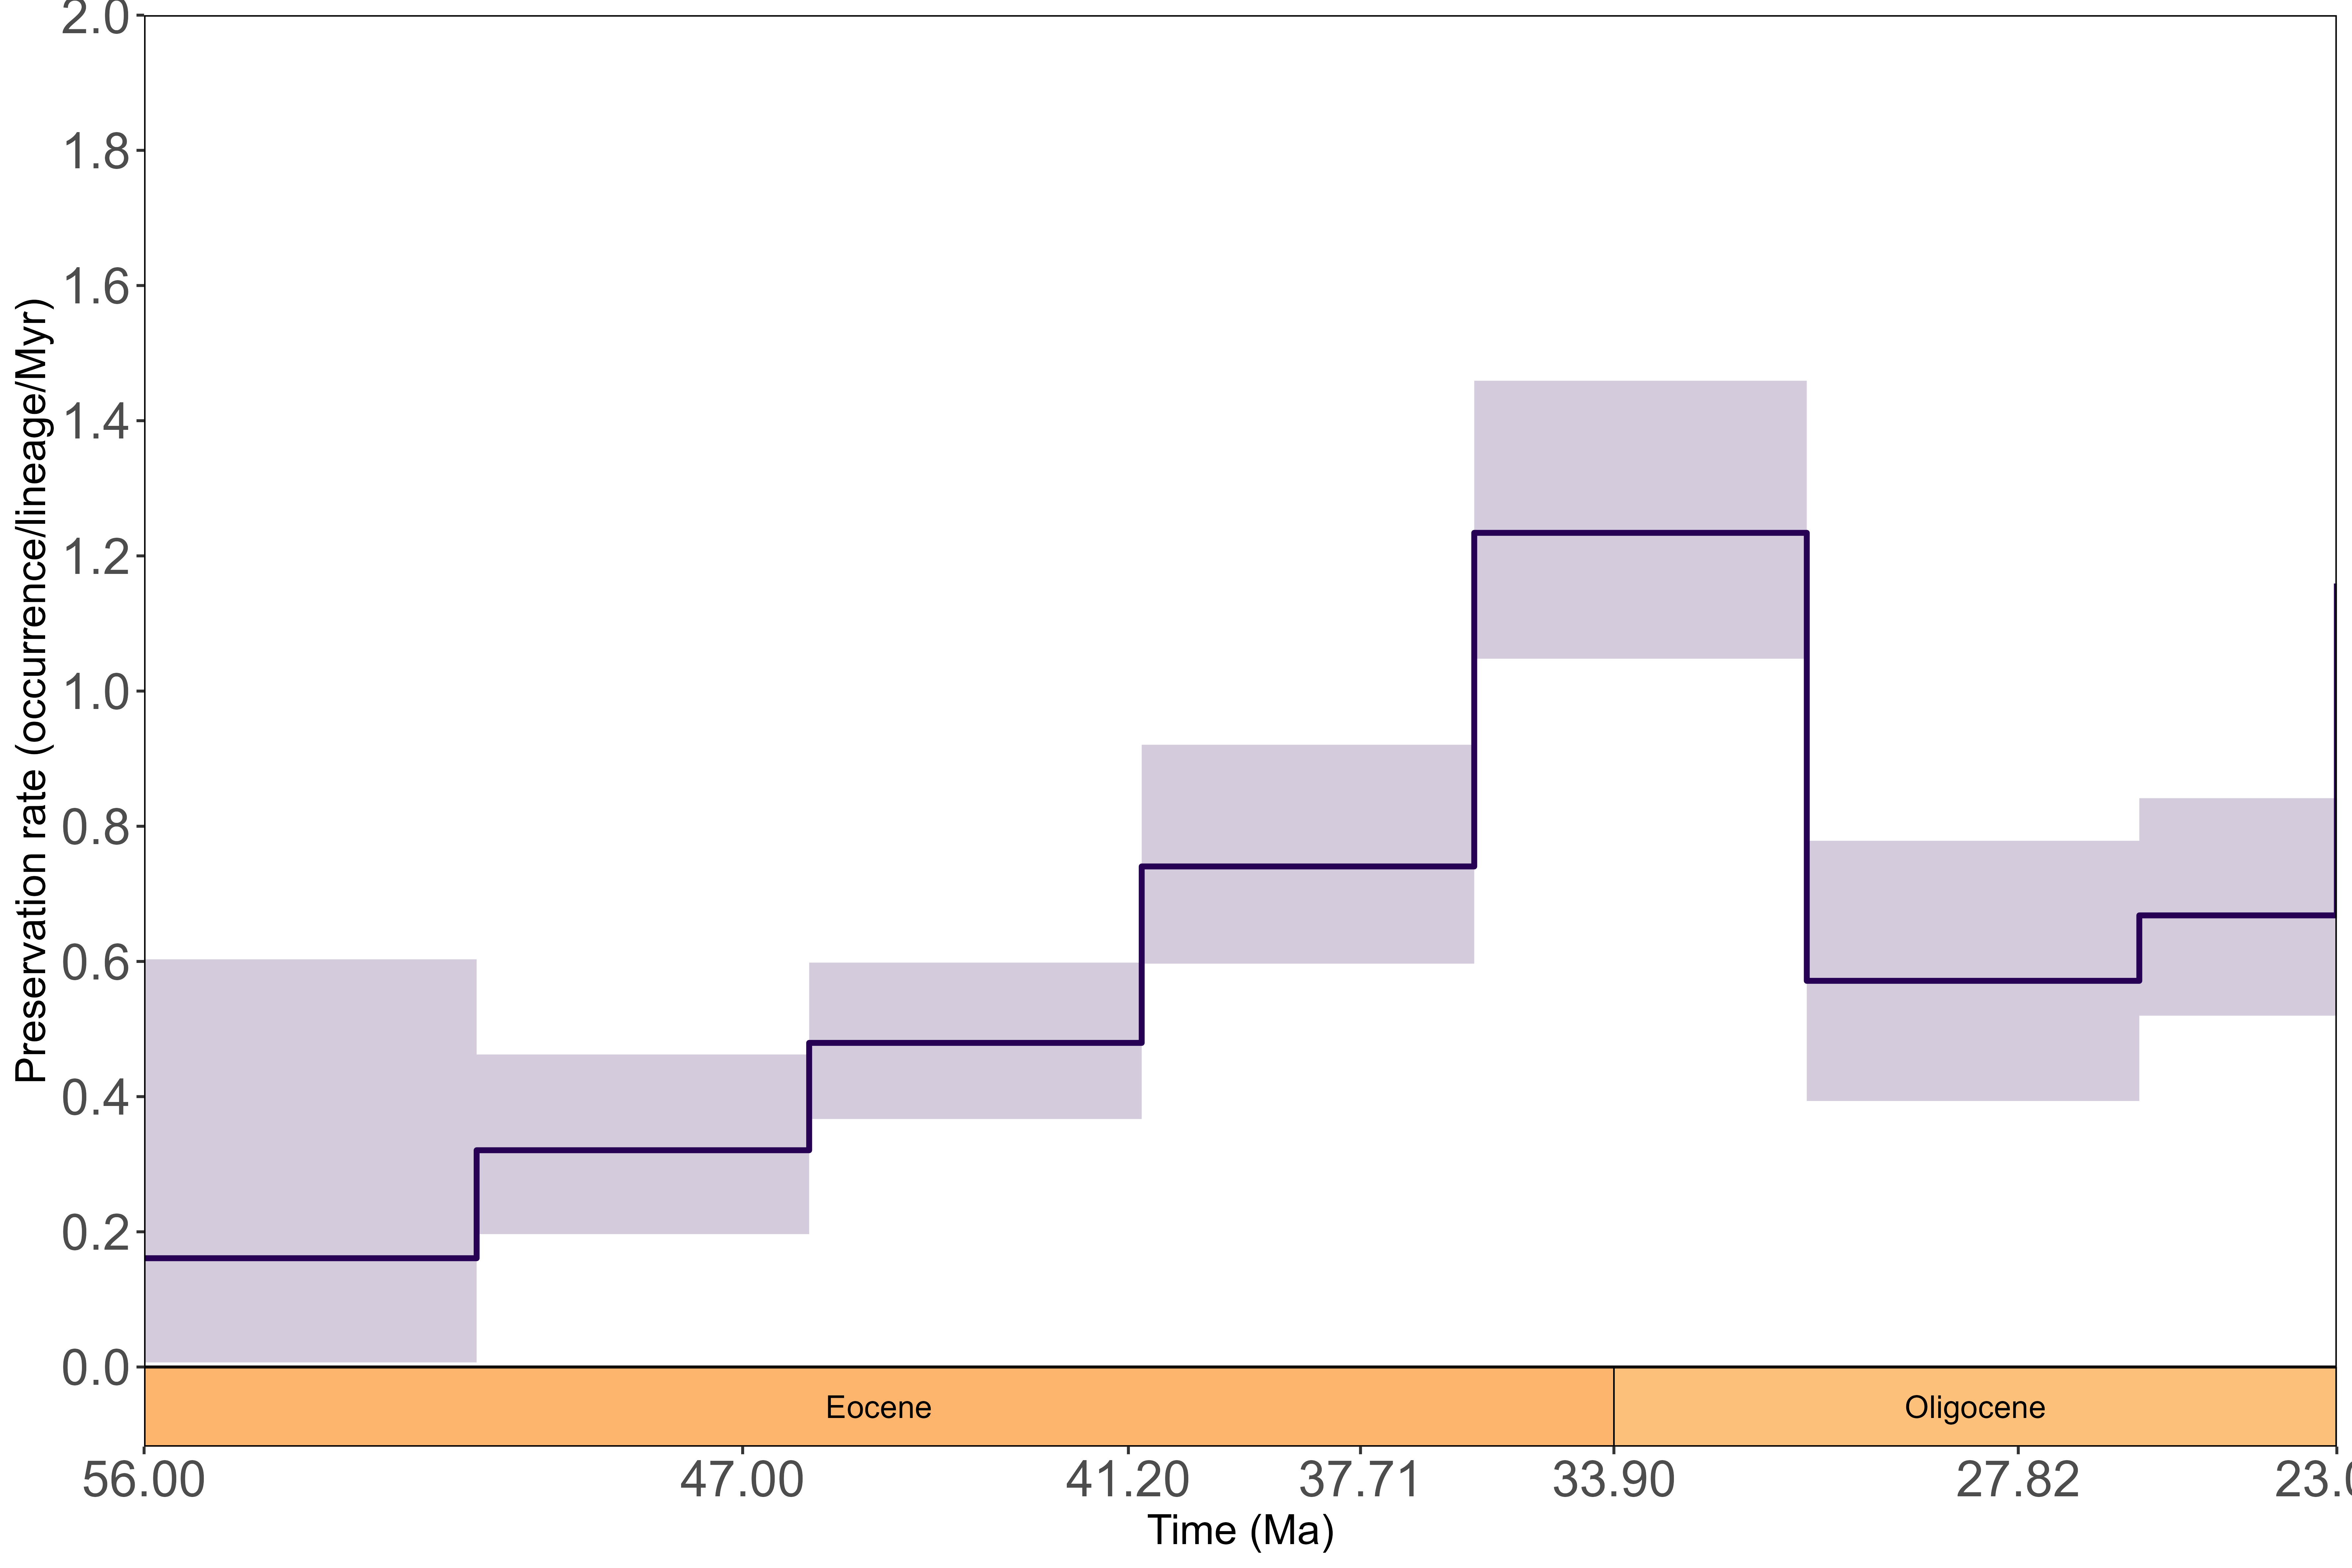 Preservation rate (occurrence/lineage/Myr)
2.0
1.8
1.6
1.4
1.2
1.0
0.8
0.6
0.4
0.2
0.0
Eocene Oligocene
56.00 47.00 41.20 37.71 33.90 27.82 23.0
Time (Ma)